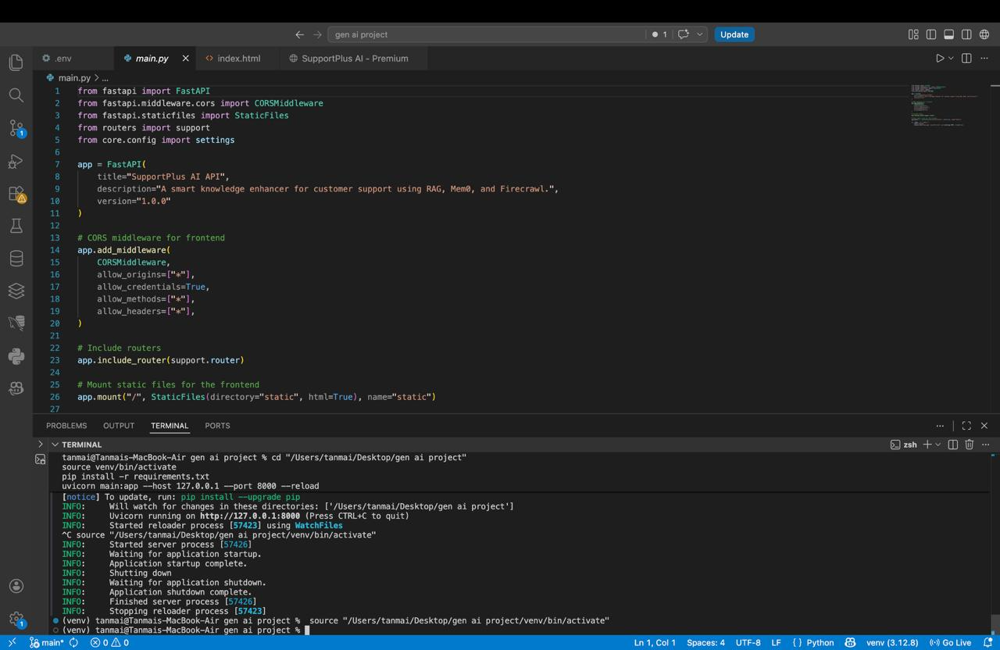 gen ai project
1
Update
.env
main.py
index.html
SupportPlus AI - Premium
main.py > ...
1 from fastapi import FastAPI
2 from fastapi.middleware.cors import CORSMiddleware
3 from fastapi.staticfiles import StaticFiles
4 from routers import support
5 from core.config import settings
6
7 app = FastAPI(
8     title="SupportPlus AI API",
9     description="A smart knowledge enhancer for customer support using RAG, Mem0, and Firecrawl.",
10     version="1.0.0"
11 )
12
13 # CORS middleware for frontend
14 app.add_middleware(
15     CORSMiddleware,
16     allow_origins=["*"],
17     allow_credentials=True,
18     allow_methods=["*"],
19     allow_headers=["*"],
20 )
21
22 # Include routers
23 app.include_router(support.router)
24
25 # Mount static files for the frontend
26 app.mount("/", StaticFiles(directory="static", html=True), name="static")
27
PROBLEMS OUTPUT TERMINAL PORTS
TERMINAL
zsh
tanmai@Tanmais-MacBook-Air gen ai project % cd "/Users/tanmai/Desktop/gen ai project"
source venv/bin/activate
pip install -r requirements.txt
uvicorn main:app --host 127.0.0.1 --port 8000 --reload
[notice] To update, run: pip install --upgrade pip
INFO:     Will watch for changes in these directories: ['/Users/tanmai/Desktop/gen ai project']
INFO:     Uvicorn running on http://127.0.0.1:8000 (Press CTRL+C to quit)
INFO:     Started reloader process [57423] using WatchFiles
^C source "/Users/tanmai/Desktop/gen ai project/venv/bin/activate"
INFO:     Started server process [57426]
INFO:     Waiting for application startup.
INFO:     Application startup complete.
INFO:     Shutting down
INFO:     Waiting for application shutdown.
INFO:     Application shutdown complete.
INFO:     Finished server process [57426]
INFO:     Stopping reloader process [57423]
(venv) tanmai@Tanmais-MacBook-Air gen ai project %  source "/Users/tanmai/Desktop/gen ai project/venv/bin/activate"
(venv) tanmai@Tanmais-MacBook-Air gen ai project %
main* 0 0 Ln 1, Col 1 Spaces: 4 UTF-8 LF { } Python venv (3.12.8) Go Live